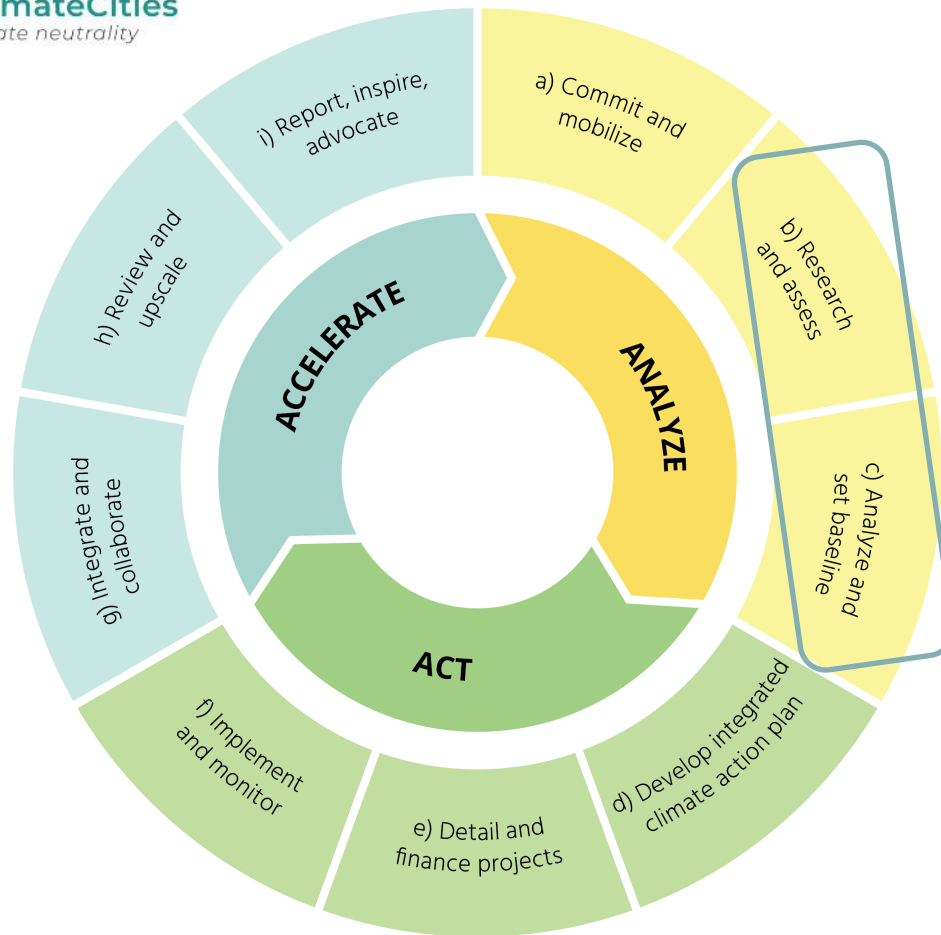 mateCities
ate neutrality
a) Commit and
mobilize
b) Research
and assess
c) Analyze and
set baseline
d) Develop integrated
climate action plan
e) Detail and
finance projects
f) Implement
and monitor
g) Integrate and
collaborate
h) Review and
upscale
i) Report, inspire,
advocate
ANALYZE
ACT
ACCELERATE